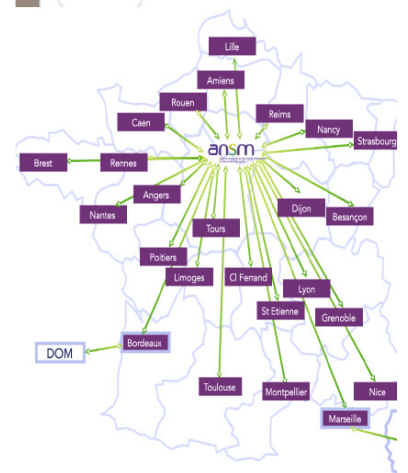 Lille
Amiens
Rouen
Reims
Caen
Nancy
Strasbourg
ansm
Brest
Rennes
Angers
Dijon
Besançon
Nantes
Tours
Poitiers
Limoges
Cl Ferrand
Lyon
St Etienne
Grenoble
DOM
Bordeaux
Toulouse
Montpellier
Nice
Marseille